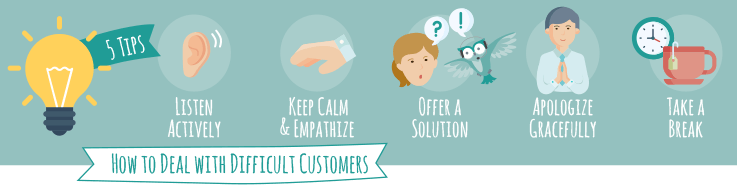 5 TIPS
LISTEN
ACTIVELY
KEEP CALM
& EMPATHIZE
? !
OFFER A
SOLUTION
APOLOGIZE
GRACEFULLY
TAKE A
BREAK
HOW TO DEAL WITH DIFFICULT CUSTOMERS